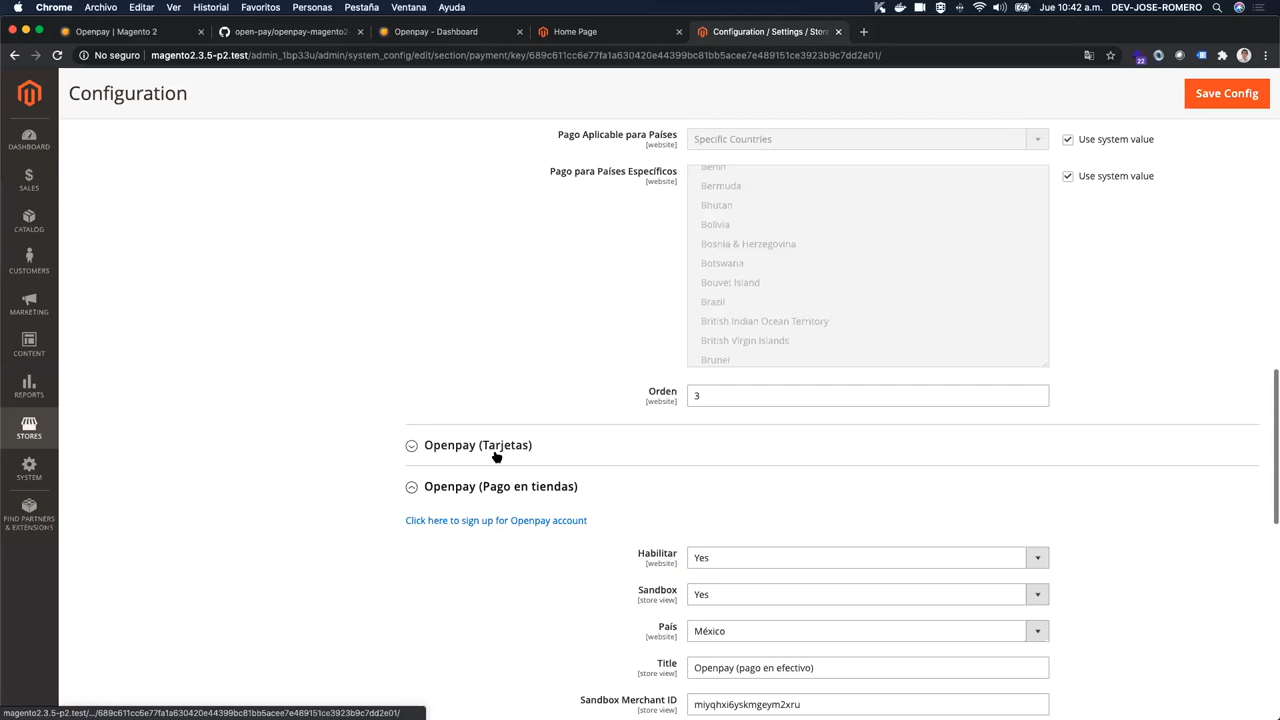 Chrome Archivo Editar Ver Historial Favoritos Personas Pestaña Ventana Ayuda
Jue 10:42 a.m. DEV-JOSE-ROMERO
Openpay | Magento 2
open-pay/openpay-magento2
Openpay - Dashboard
Home Page
Configuration / Settings / Stor
No seguro
magento2.3.5-p2.test/admin_1bp33u/admin/system_config/edit/section/payment/key/689c611cc6e77fa1a630420e44399bc81bb5acee7e489151ec3923b9c7dd2e01/
22
Configuration
Save Config
DASHBOARD
SALES
CATALOG
CUSTOMERS
MARKETING
CONTENT
REPORTS
STORES
SYSTEM
FIND PARTNERS
& EXTENSIONS
Pago Aplicable para Países
[website]
Specific Countries
Use system value
Pago para Países Específicos
[website]
Use system value
Benin
Bermuda
Bhutan
Bolivia
Bosnia & Herzegovina
Botswana
Bouvet Island
Brazil
British Indian Ocean Territory
British Virgin Islands
Brunei
Orden
[website]
3
Openpay (Tarjetas)
Openpay (Pago en tiendas)
Click here to sign up for Openpay account
Habilitar
[website]
Yes
Sandbox
[store view]
Yes
País
[website]
México
Title
[store view]
Openpay (pago en efectivo)
Sandbox Merchant ID
[store view]
miyqhxi6yskmgeym2xru
magento2.3.5-p2.test/.../689c611cc6e77fa1a630420e44399bc81bb5acee7e489151ec3923b9c7dd2e01/